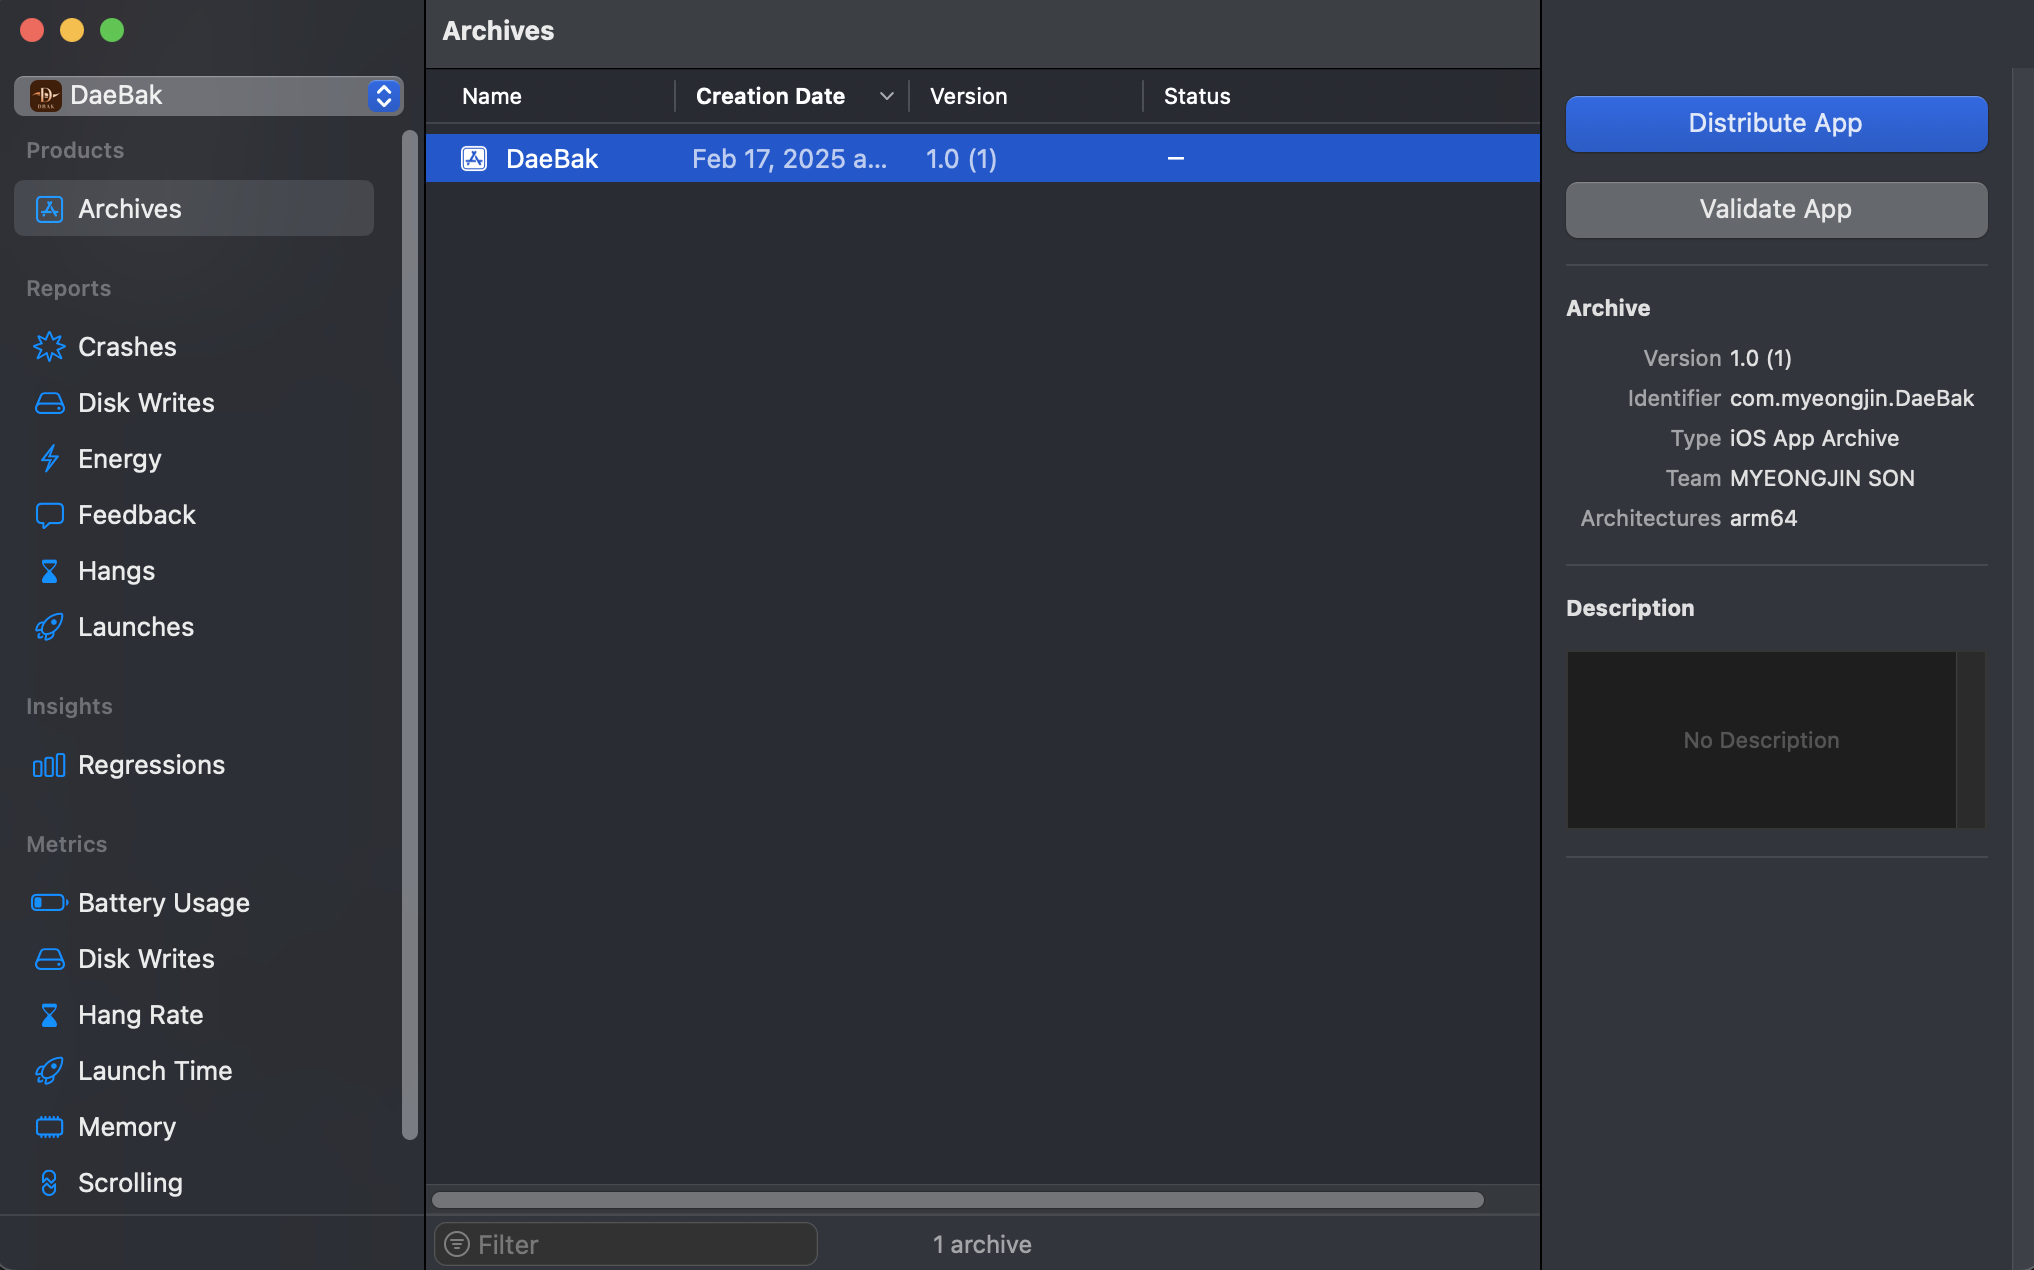 DaeBak
Products
Archives
Reports
Crashes
Disk Writes
Energy
Feedback
Hangs
Launches
Insights
Regressions
Metrics
Battery Usage
Disk Writes
Hang Rate
Launch Time
Memory
Scrolling
Archives
Name Creation Date Version Status
DaeBak Feb 17, 2025 a... 1.0 (1) –
Filter 1 archive
Distribute App
Validate App
Archive
Version 1.0 (1)
Identifier com.myeongjin.DaeBak
Type iOS App Archive
Team MYEONGJIN SON
Architectures arm64
Description
No Description